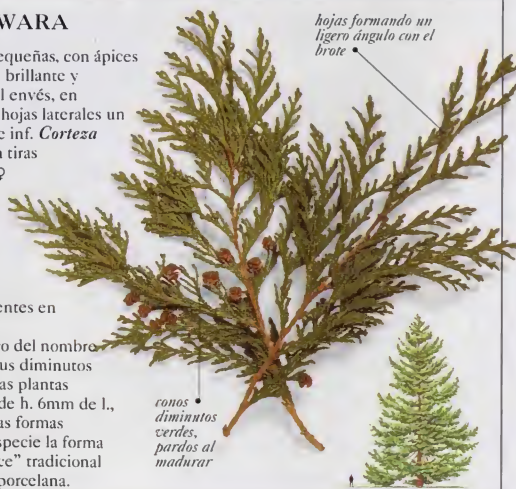 WARA
equeñas, con ápices
brillante y
l envés, en
hojas laterales un
e inf. Corteza
tiras
♀
entes en
o del nombre
us diminutos
as plantas
de h. 6mm de l.,
as formas
specie la forma
ce” tradicional
porcelana.
hojas formando un
ligero ángulo con el
brote
conos
diminutos
verdes,
pardos al
madurar